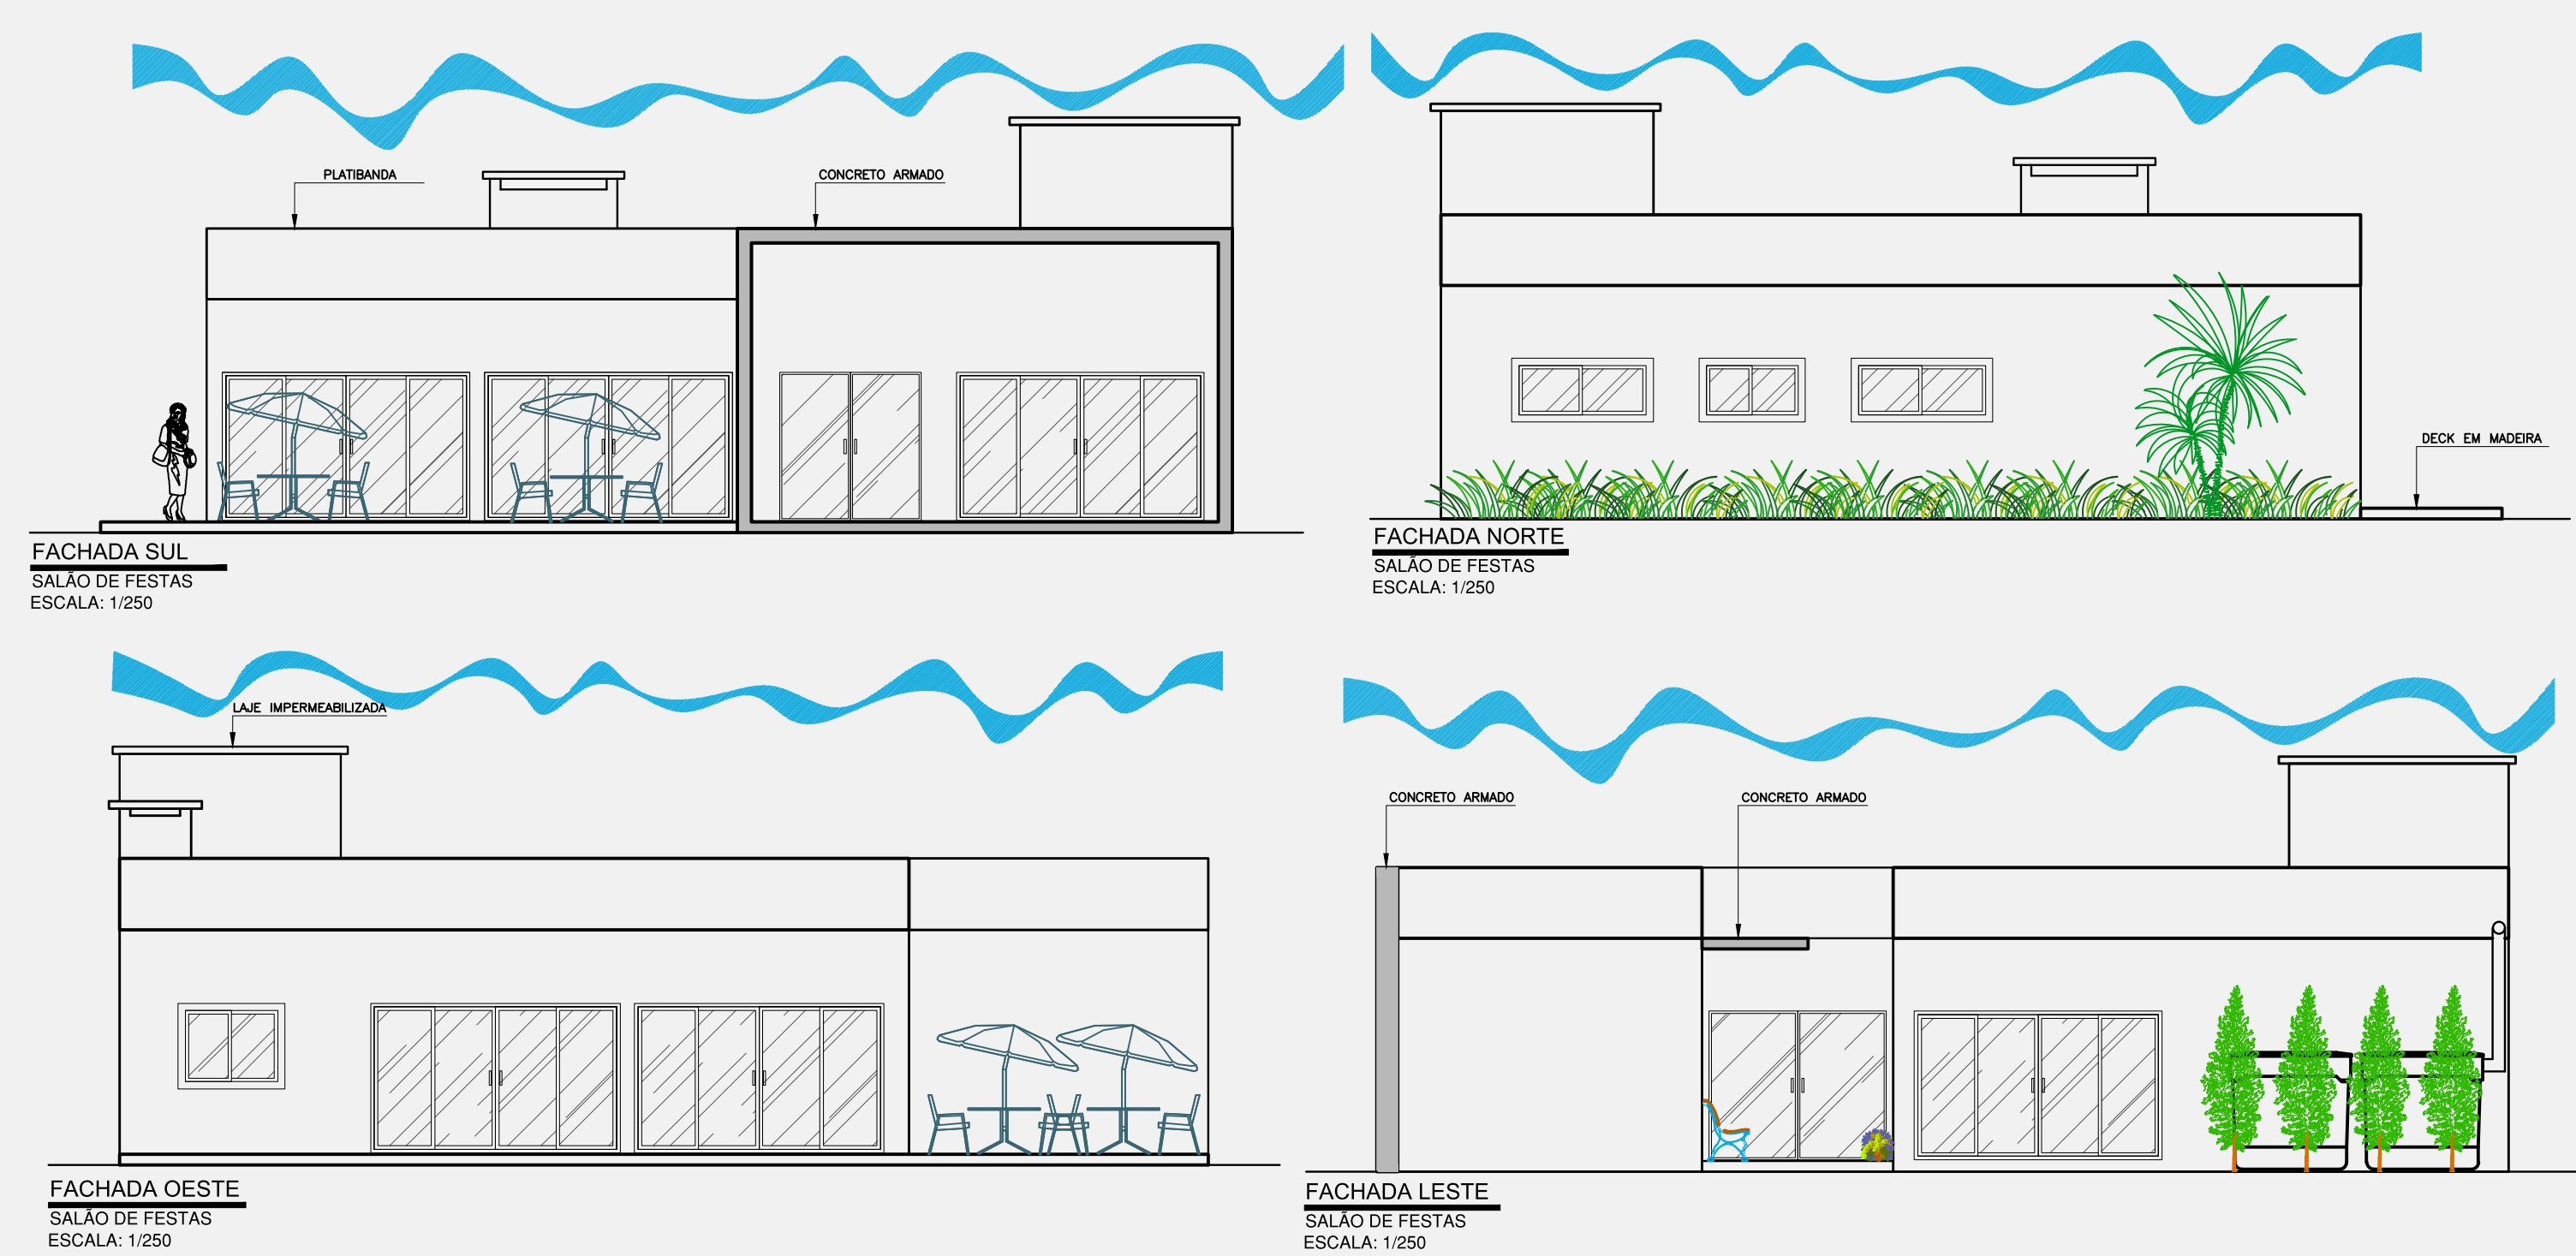 PLATIBANDA
CONCRETO ARMADO
FACHADA SUL
SALÃO DE FESTAS
ESCALA: 1/250
DECK EM MADEIRA
FACHADA NORTE
SALÃO DE FESTAS
ESCALA: 1/250
LAJE IMPERMEABILIZADA
FACHADA OESTE
SALÃO DE FESTAS
ESCALA: 1/250
CONCRETO ARMADO
CONCRETO ARMADO
FACHADA LESTE
SALÃO DE FESTAS
ESCALA: 1/250